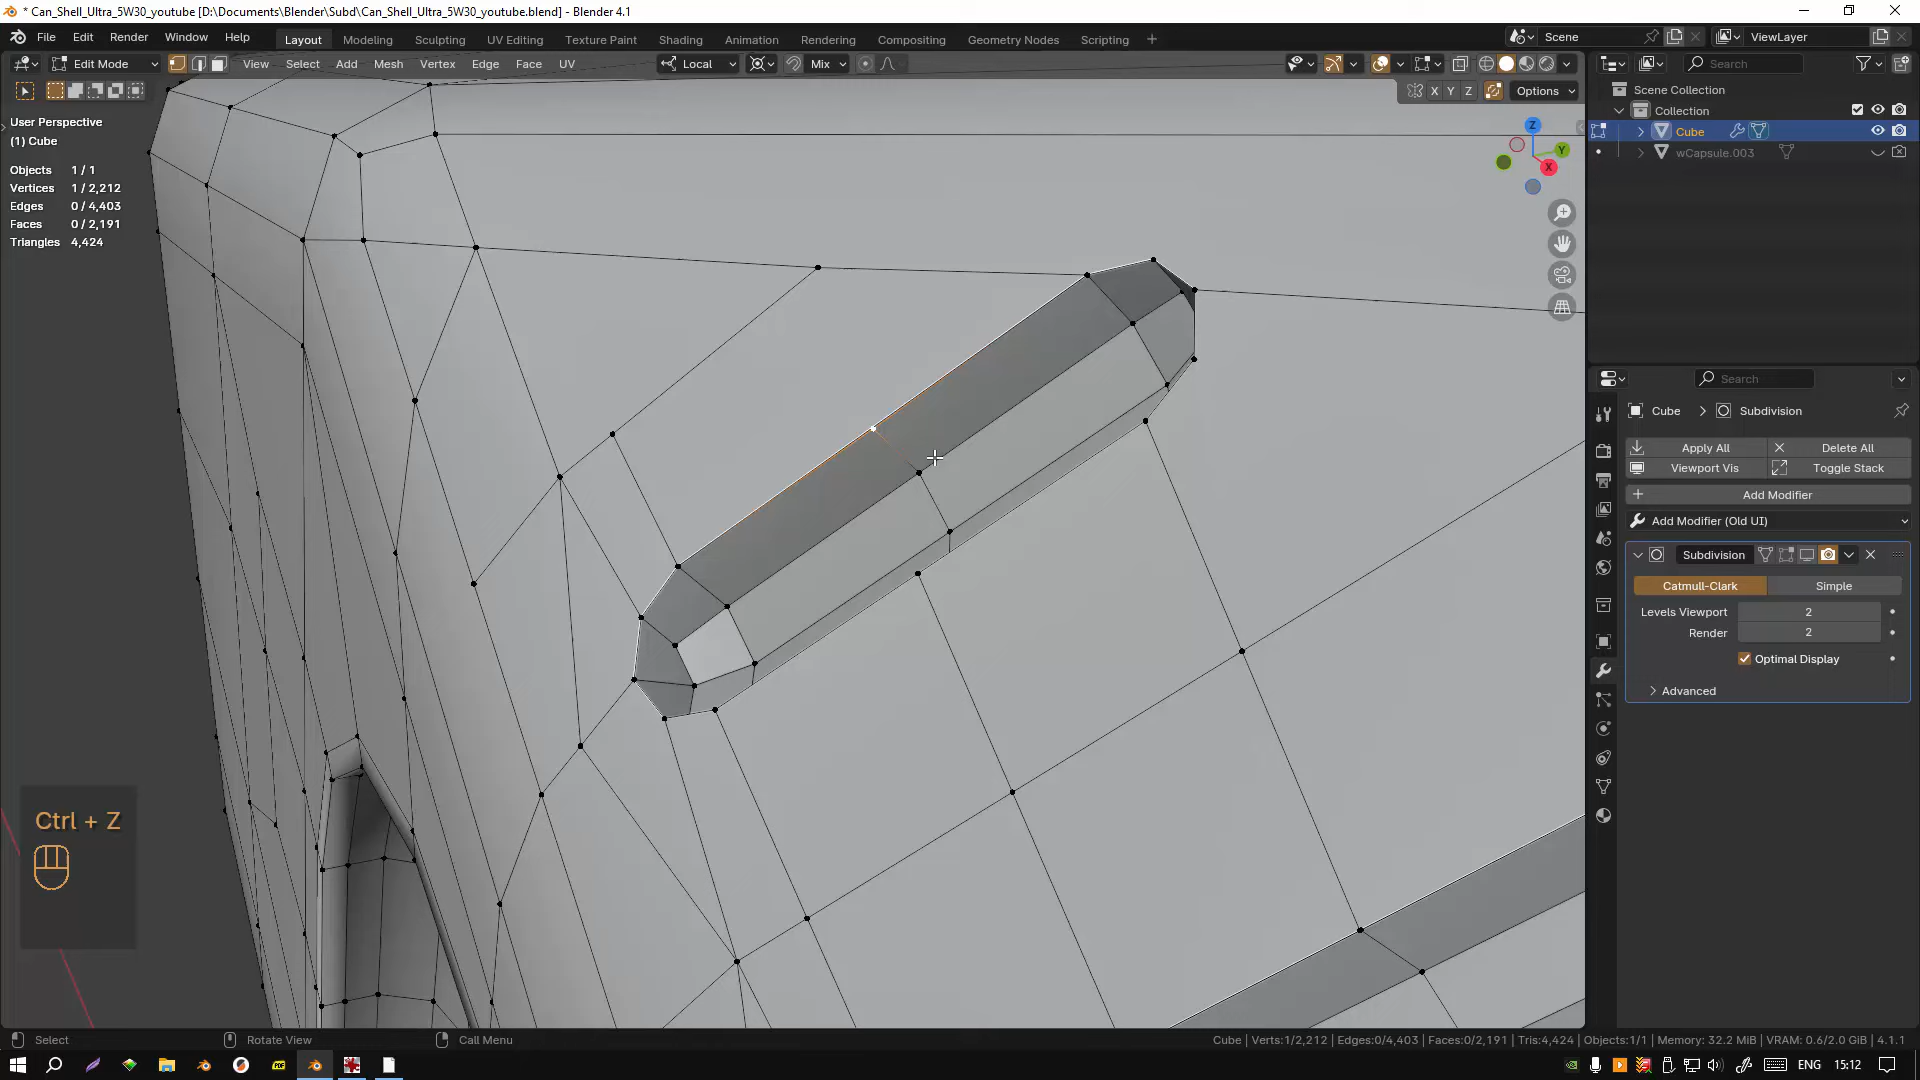 * Can_Shell_Ultra_5W30_youtube [D:\Documents\Blender\Subd\Can_Shell_Ultra_5W30_youtube.blend] - Blender 4.1
File Edit Render Window Help
Layout Modeling Sculpting UV Editing Texture Paint Shading Animation Rendering Compositing Geometry Nodes Scripting
Scene
ViewLayer
Edit Mode
View Select Add Mesh Vertex Edge Face UV
Local
Mix
Search
X Y Z
Options
Scene Collection
Collection
Cube
wCapsule.003
User Perspective
(1) Cube
Objects 1 / 1
Vertices 1 / 2,212
Edges 0 / 4,403
Faces 0 / 2,191
Triangles 4,424
Z
Y
X
Search
Cube
Subdivision
Apply All
Delete All
Viewport Vis
Toggle Stack
Add Modifier
Add Modifier (Old UI)
Subdivision
Catmull-Clark
Simple
Levels Viewport 2
Render 2
Optimal Display
Advanced
Ctrl + Z
Select
Rotate View
Call Menu
Cube | Verts:1/2,212 | Edges:0/4,403 | Faces:0/2,191 | Tris:4,424 | Objects:1/1 | Memory: 32.2 MiB | VRAM: 0.6/2.0 GiB | 4.1.1
ENG
15:12